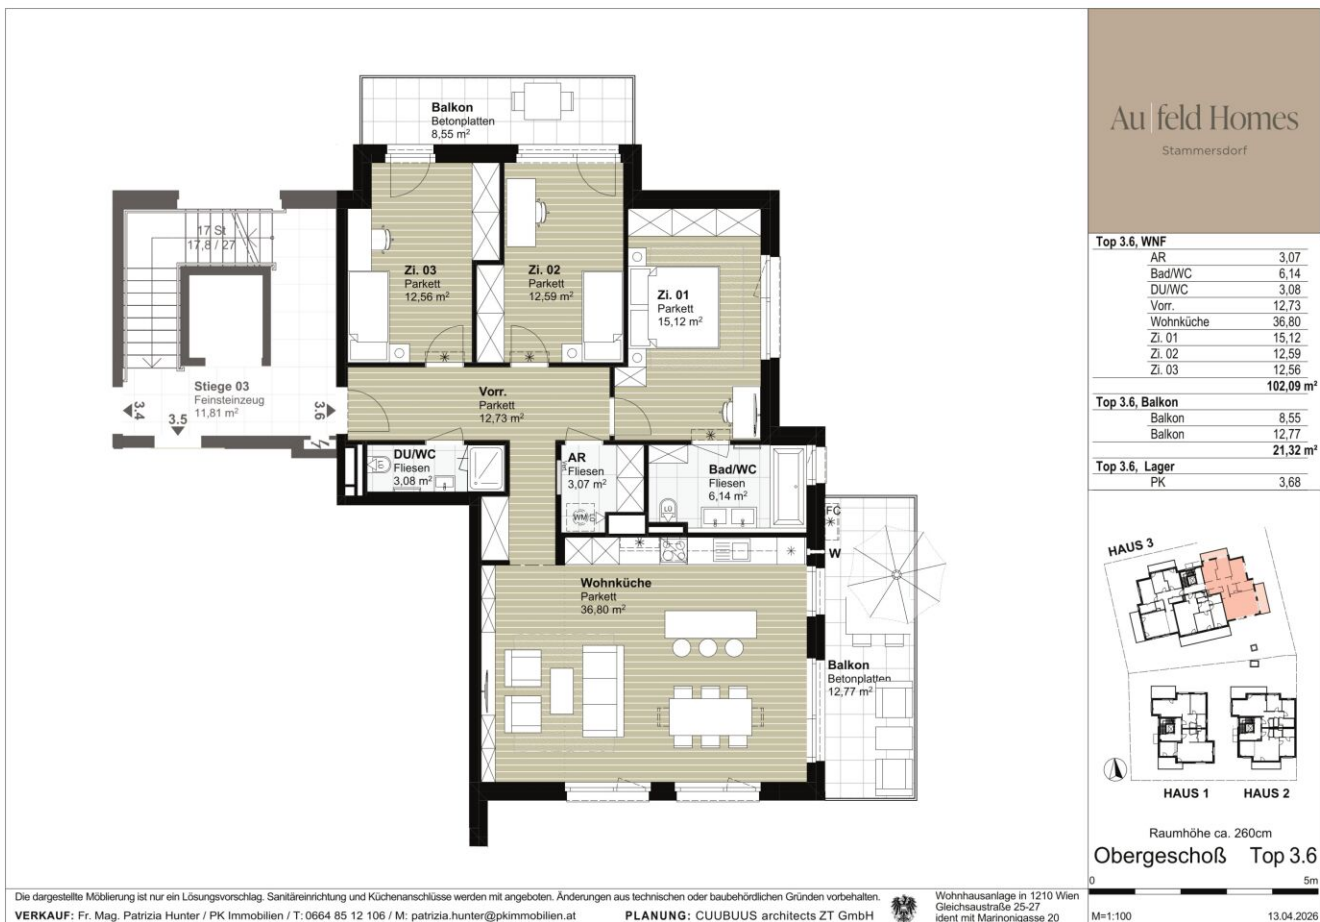 Balkon
Betonplatten
8,55 m²
17 St
17,8 / 27
Zi. 03
Parkett
12,56 m²
Zi. 02
Parkett
12,59 m²
Zi. 01
Parkett
15,12 m²
Stiege 03
Feinsteinzeug
11,81 m²
3.4
3.5
3.6
Vorr.
Parkett
12,73 m²
DU/WC
Fliesen
3,08 m²
AR
Fliesen
3,07 m²
WM
Bad/WC
Fliesen
6,14 m²
FC
W
Wohnküche
Parkett
36,80 m²
Balkon
Betonplatten
12,77 m²
Au|feld Homes
Stammersdorf
Top 3.6, WNF
AR 3,07
Bad/WC 6,14
DU/WC 3,08
Vorr. 12,73
Wohnküche 36,80
Zi. 01 15,12
Zi. 02 12,59
Zi. 03 12,56
102,09 m²
Top 3.6, Balkon
Balkon 8,55
Balkon 12,77
21,32 m²
Top 3.6, Lager
PK 3,68
HAUS 3
HAUS 1 HAUS 2
Raumhöhe ca. 260cm
Obergeschoß Top 3.6
0 5m
M=1:100 13.04.2026
Die dargestellte Möblierung ist nur ein Lösungsvorschlag. Sanitäreinrichtung und Küchenanschlüsse werden mit angeboten. Änderungen aus technischen oder baubehördlichen Gründen vorbehalten.
VERKAUF: Fr. Mag. Patrizia Hunter / PK Immobilien / T: 0664 85 12 106 / M: patrizia.hunter@pkimmobilien.at PLANUNG: CUUBUUS architects ZT GmbH
Wohnhausanlage in 1210 Wien
Gleichsaustraße 25-27
ident mit Marinonigasse 20